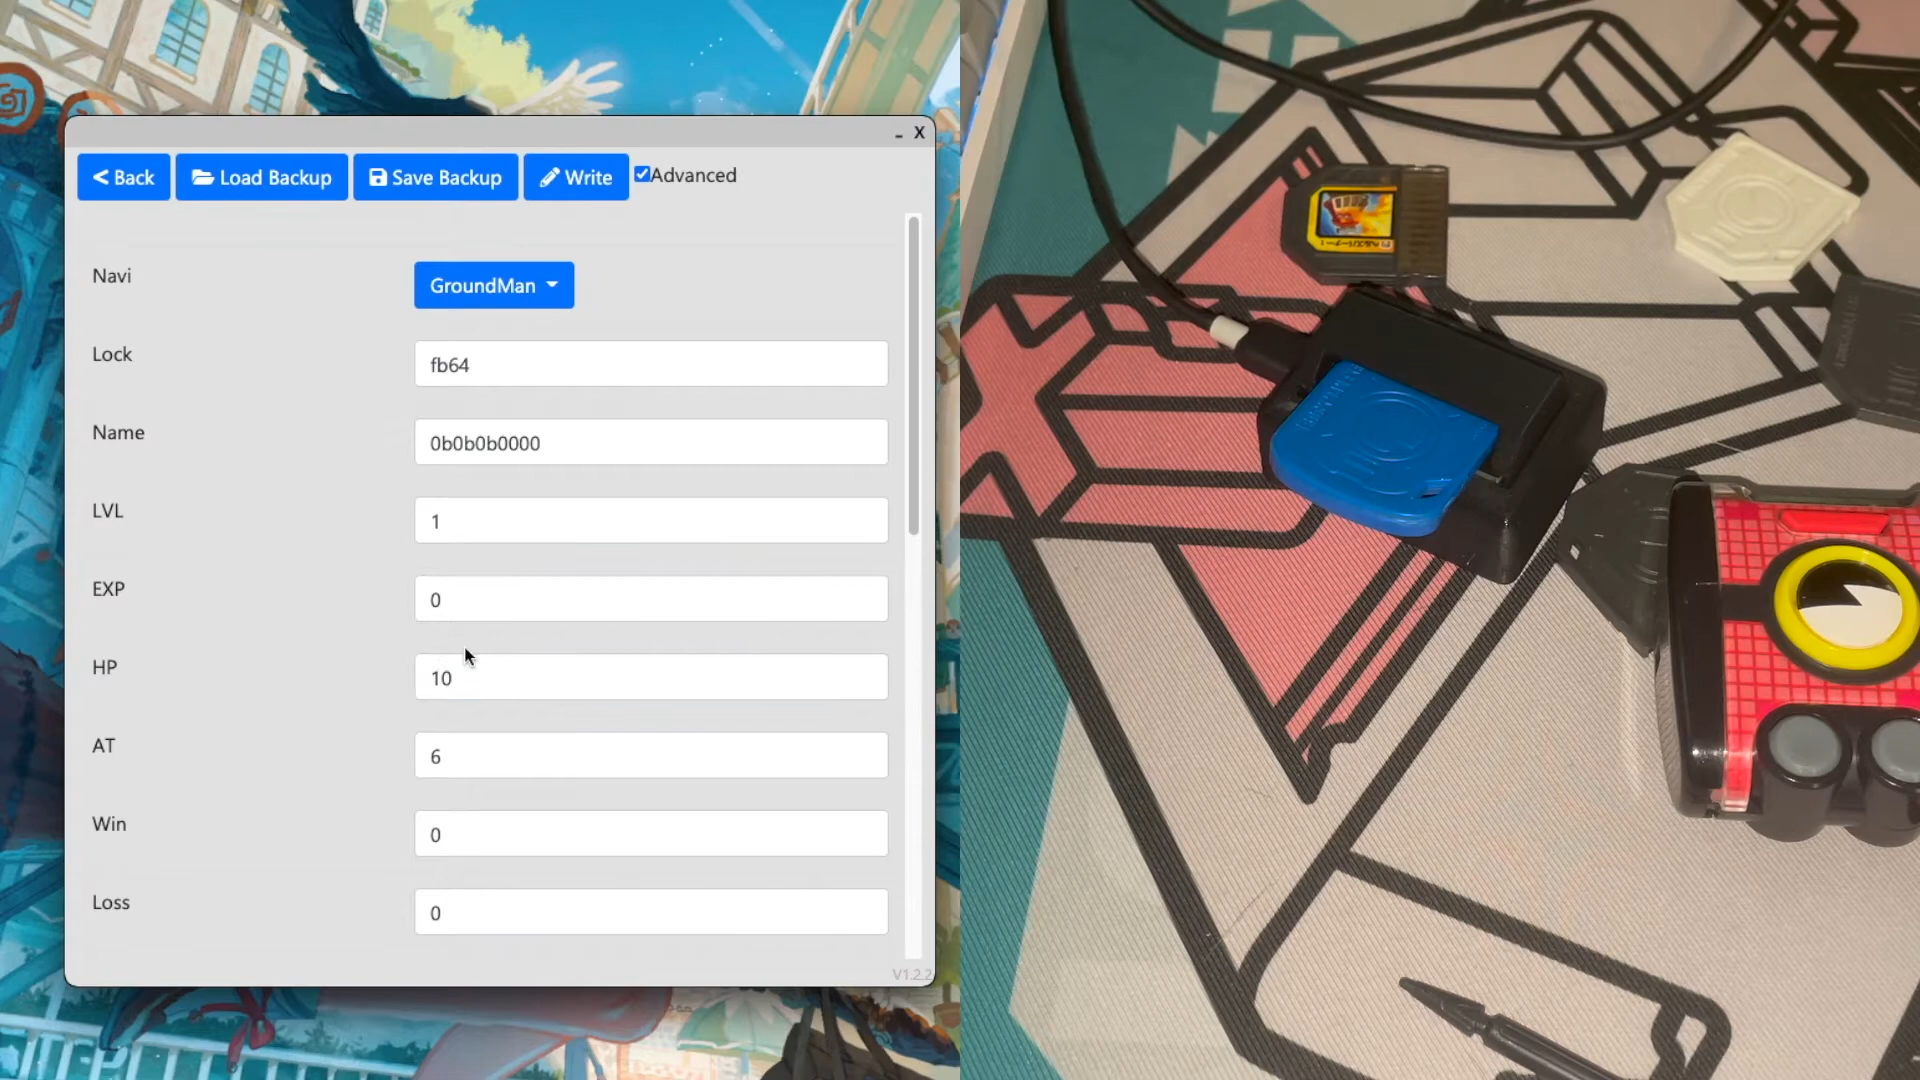 - X
< Back Load Backup Save Backup Write Advanced
Navi GroundMan
Lock fb64
Name 0b0b0b0000
LVL 1
EXP 0
HP 10
AT 6
Win 0
Loss 0
V1.2.2